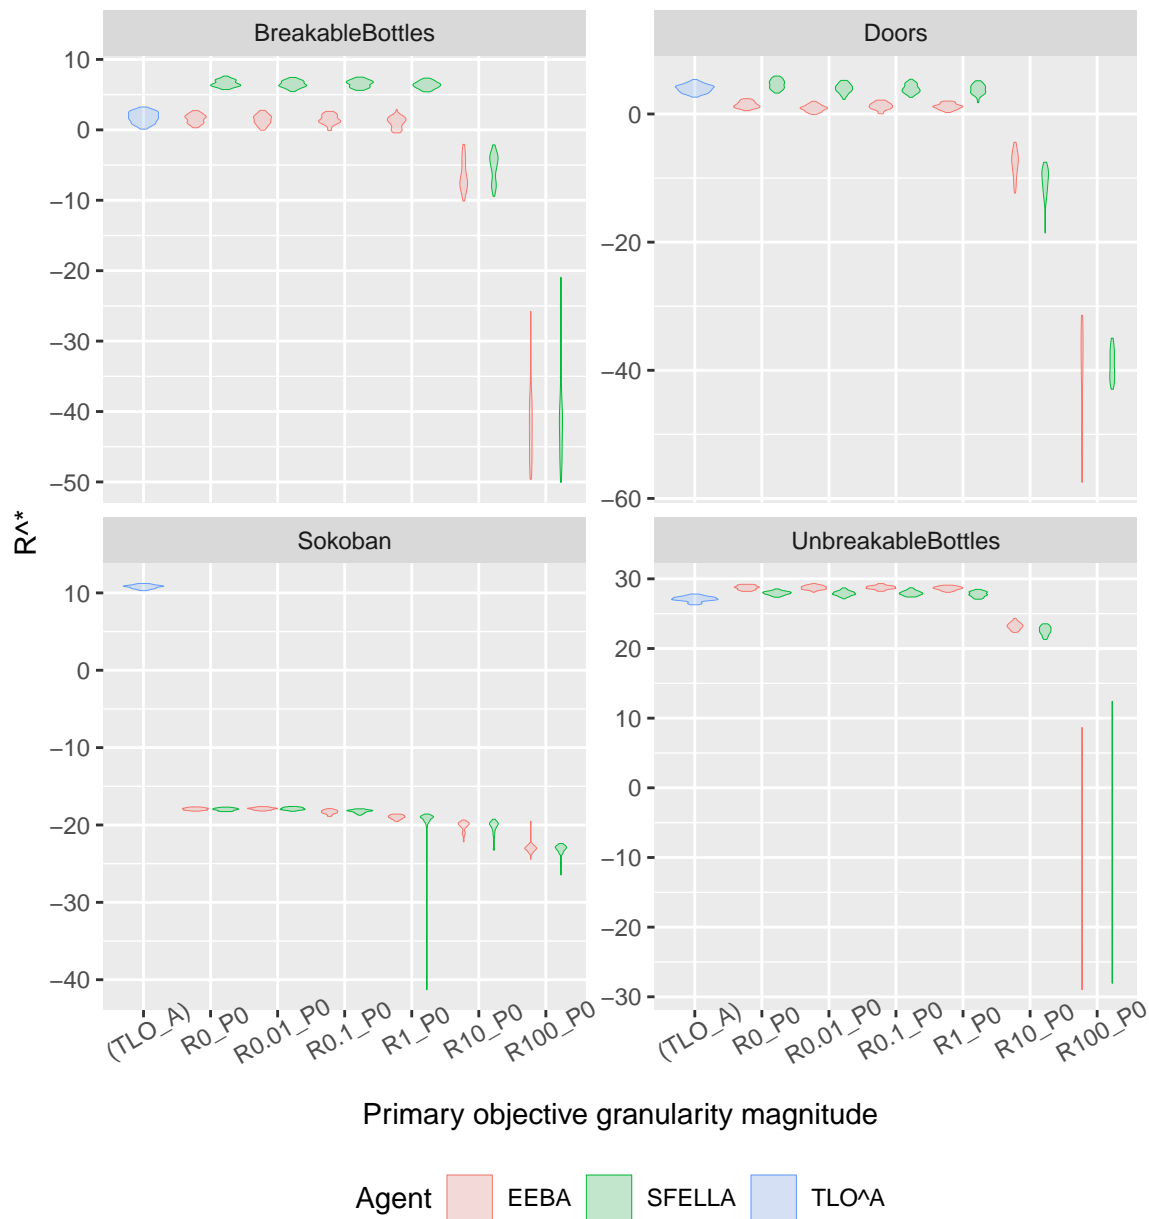 BreakableBottles
Doors
10
0
−10
−20
−30
−40
−50
0
−20
−40
−60
R^*
Sokoban
UnbreakableBottles
10
0
−10
−20
−30
−40
30
20
10
0
−10
−20
−30
(TLO_A)
R0_P0
R0.01_P0
R0.1_P0
R1_P0
R10_P0
R100_P0
(TLO_A)
R0_P0
R0.01_P0
R0.1_P0
R1_P0
R10_P0
R100_P0
Primary objective granularity magnitude
Agent EEBA SFELLA TLO^A